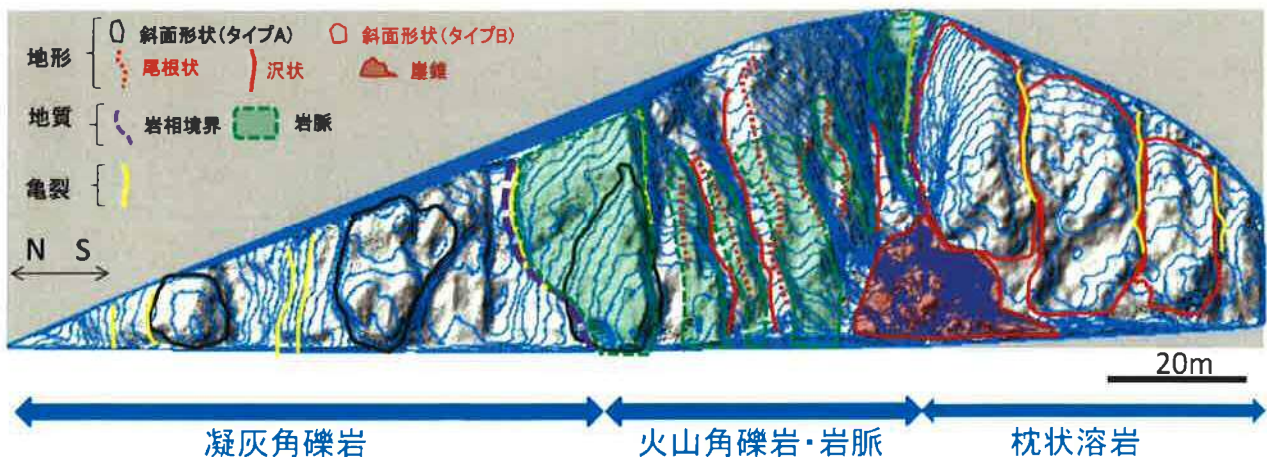 地形 斜面形状(タイプA) 斜面形状(タイプB)
尾根状 沢状 崖錐
地質 岩相境界 岩脈
亀裂
N S
20m
凝灰角礫岩 火山角礫岩・岩脈 枕状溶岩